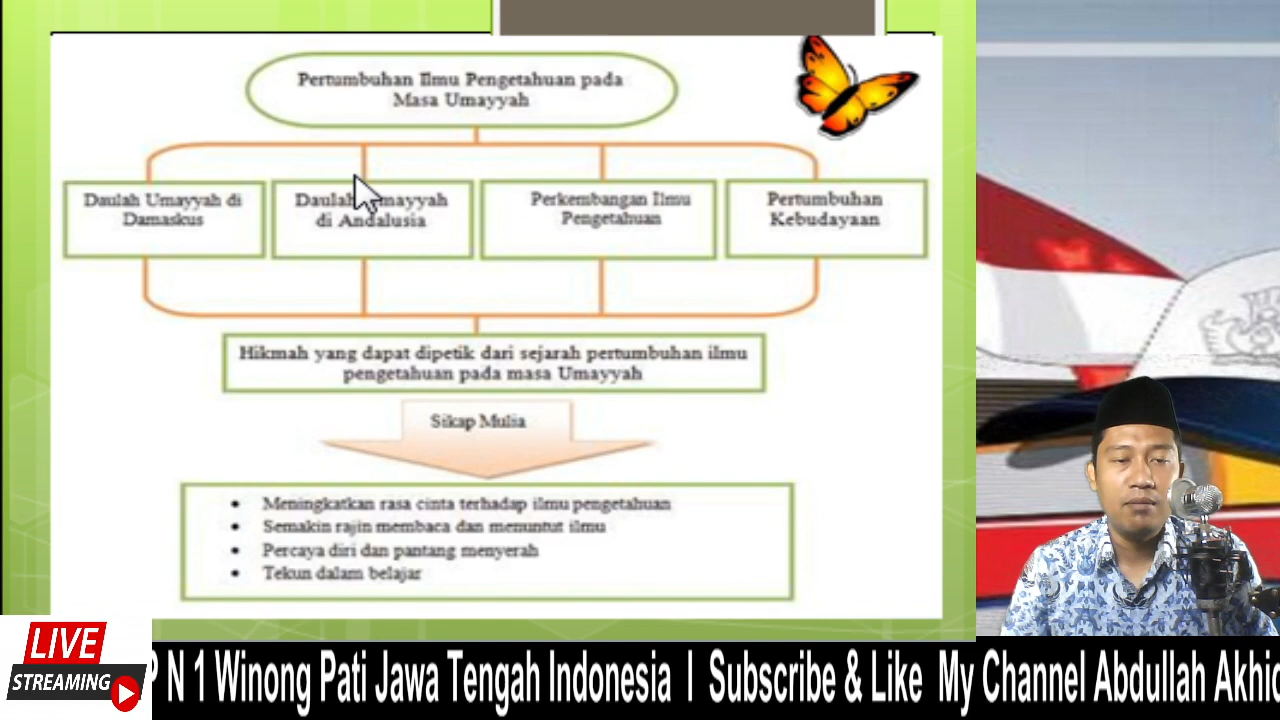 Pertumbuhan Ilmu Pengetahuan pada
Masa Umayyah
Daulah Umayyah di
Damaskus
Daulah Umayyah
di Andalusia
Perkembangan Ilmu
Pengetahuan
Pertumbuhan
Kebudayaan
Hikmah yang dapat dipetik dari sejarah pertumbuhan ilmu
pengetahuan pada masa Umayyah
Sikap Mulia
• Meningkatkan rasa cinta terhadap ilmu pengetahuan
• Semakin rajin membaca dan menuntut ilmu
• Percaya diri dan pantang menyerah
• Tekun dalam belajar
LIVE
STREAMING
P N 1 Winong Pati Jawa Tengah Indonesia I Subscribe & Like My Channel Abdullah